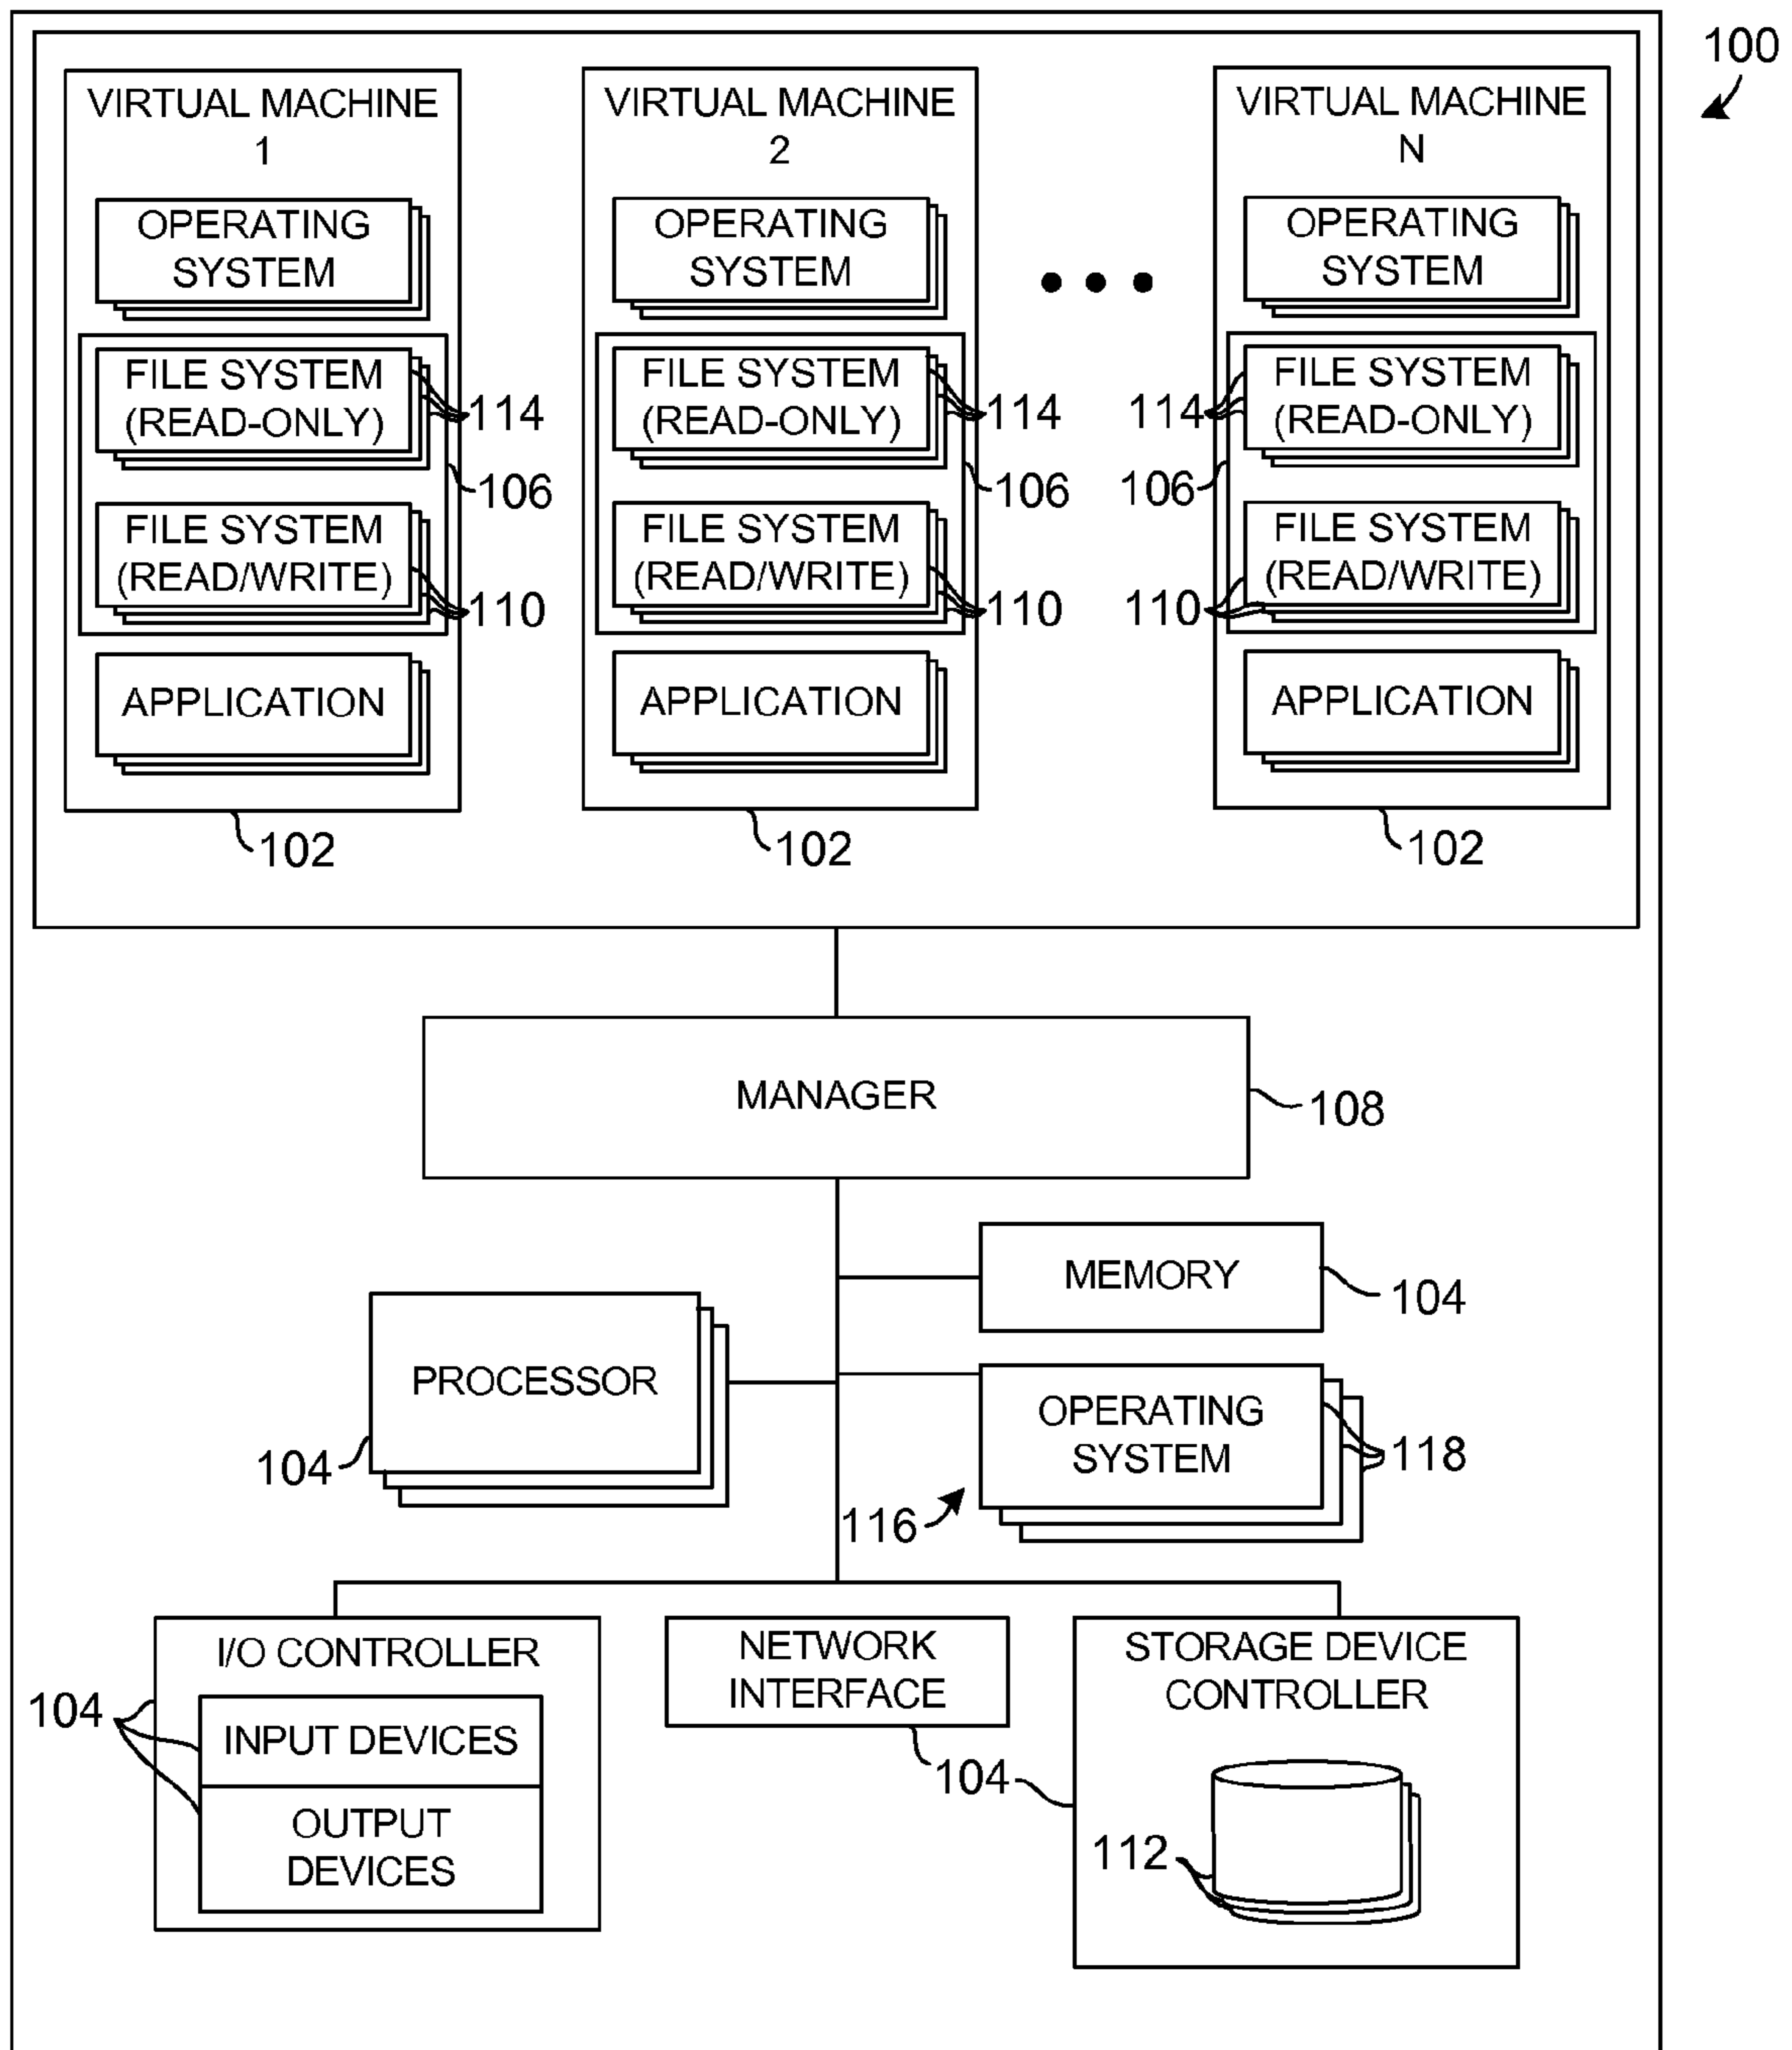 100
VIRTUAL MACHINE
1
OPERATING
SYSTEM
FILE SYSTEM
(READ-ONLY)
114
106
FILE SYSTEM
(READ/WRITE)
110
APPLICATION
102
VIRTUAL MACHINE
2
OPERATING
SYSTEM
FILE SYSTEM
(READ-ONLY)
114
106
FILE SYSTEM
(READ/WRITE)
110
APPLICATION
102
VIRTUAL MACHINE
N
OPERATING
SYSTEM
114
FILE SYSTEM
(READ-ONLY)
106
FILE SYSTEM
(READ/WRITE)
110
APPLICATION
102
MANAGER
108
MEMORY
104
PROCESSOR
104
OPERATING
SYSTEM
118
116
I/O CONTROLLER
104
INPUT DEVICES
OUTPUT
DEVICES
NETWORK
INTERFACE
104
STORAGE DEVICE
CONTROLLER
112